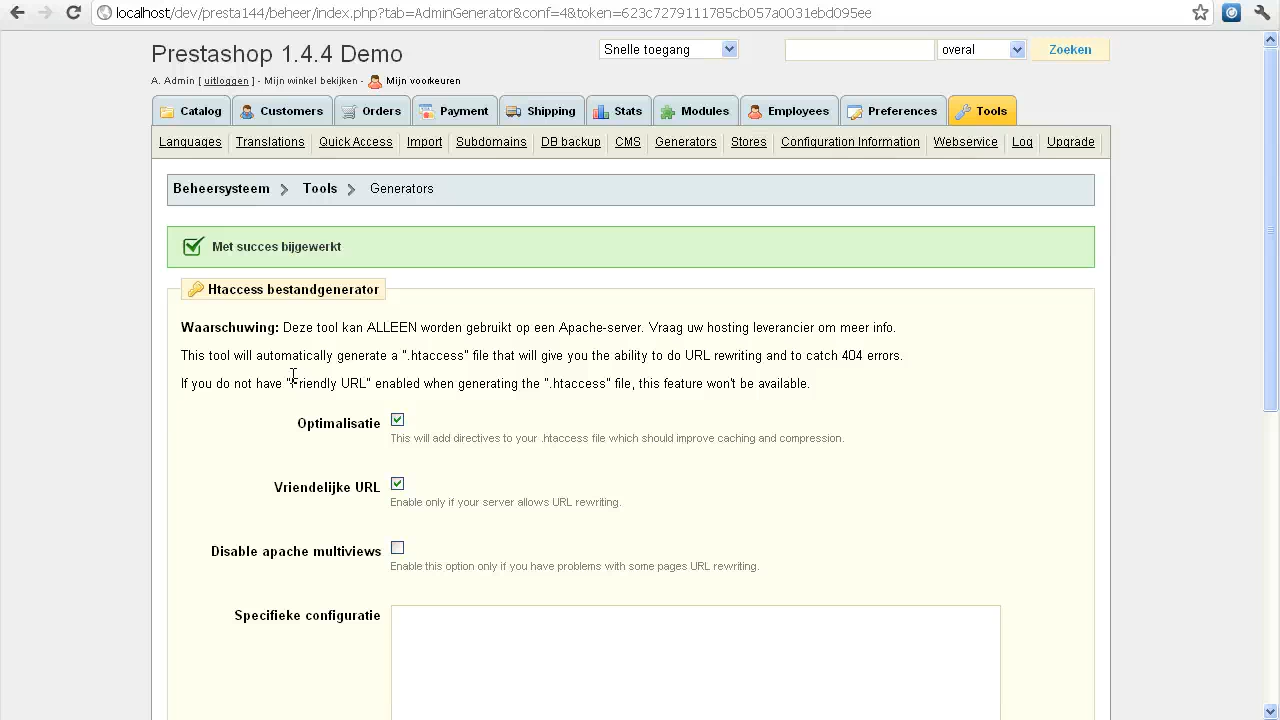 localhost/dev/presta144/beheer/index.php?tab=AdminGenerator&conf=4&token=623c7279111785cb0570031ebd095ee
Prestashop 1.4.4 Demo
Snelle toegang
overal
Zoeken
A. Admin [ uitloggen ] - Mijn winkel bekijken - Mijn voorkeuren
Catalog Customers Orders Payment Shipping Stats Modules Employees Preferences Tools
Languages Translations Quick Access Import Subdomains DB backup CMS Generators Stores Configuration Information Webservice Log Upgrade
Beheersysteem > Tools > Generators
Met succes bijgewerkt
Htaccess bestandgenerator
Waarschuwing: Deze tool kan ALLEEN worden gebruikt op een Apache-server. Vraag uw hosting leverancier om meer info.
This tool will automatically generate a ".htaccess" file that will give you the ability to do URL rewriting and to catch 404 errors.
If you do not have "Friendly URL" enabled when generating the ".htaccess" file, this feature won't be available.
Optimalisatie
This will add directives to your .htaccess file which should improve caching and compression.
Vriendelijke URL
Enable only if your server allows URL rewriting.
Disable apache multiviews
Enable this option only if you have problems with some pages URL rewriting.
Specifieke configuratie